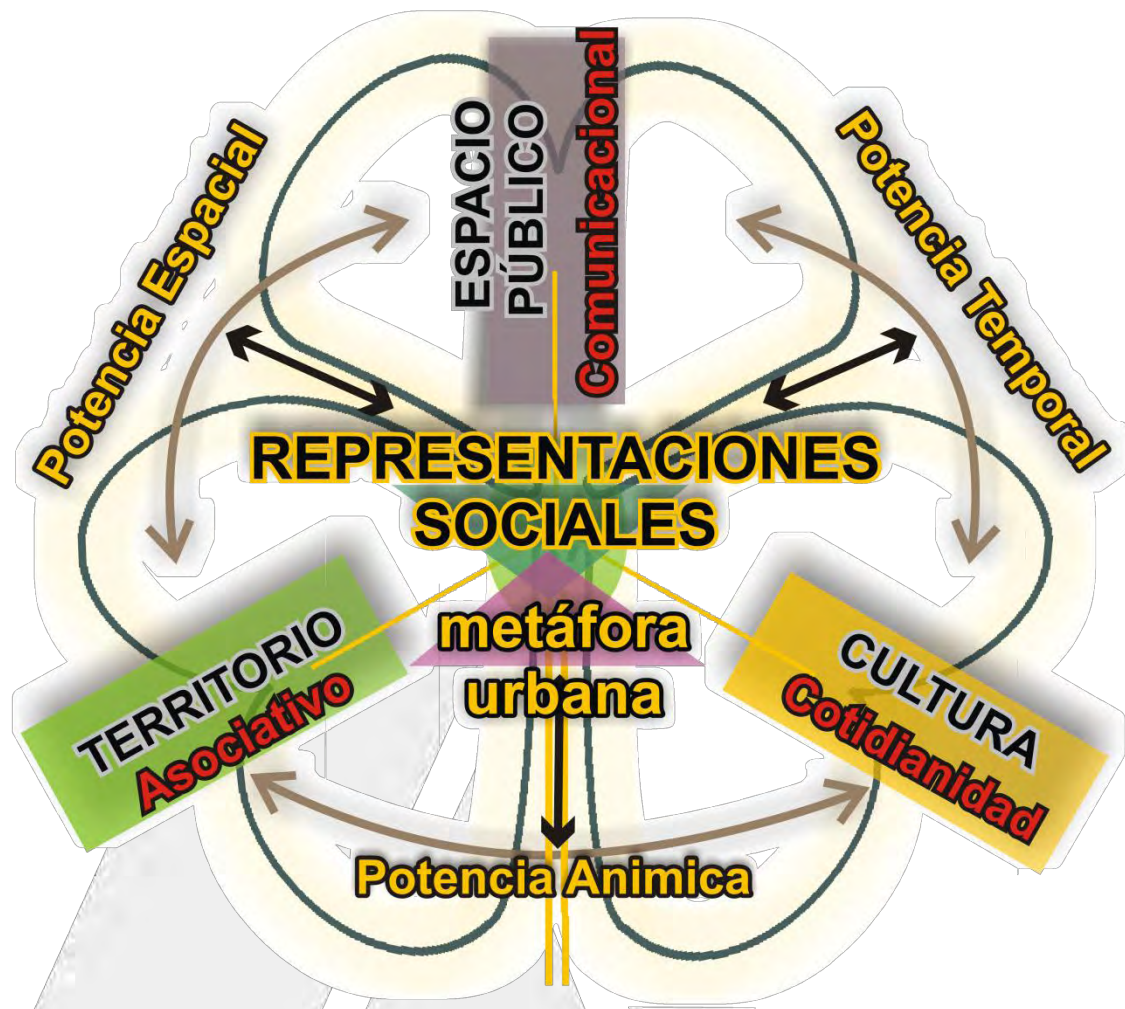 ESPACIO
PÚBLICO
Comunicacional
Potencia Espacial
Potencia Temporal
REPRESENTACIONES
SOCIALES
metáfora
urbana
TERRITORIO
Asociativo
CULTURA
Cotidianidad
Potencia Animica